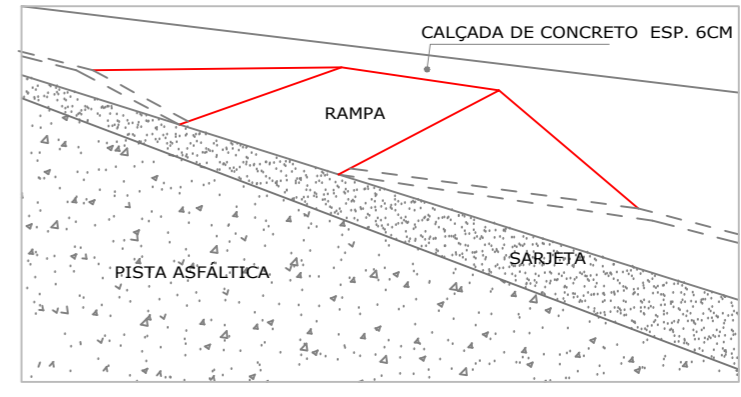 CALÇADA DE CONCRETO ESP. 6CM
RAMPA
SARJETA
PISTA ASFÁLTICA